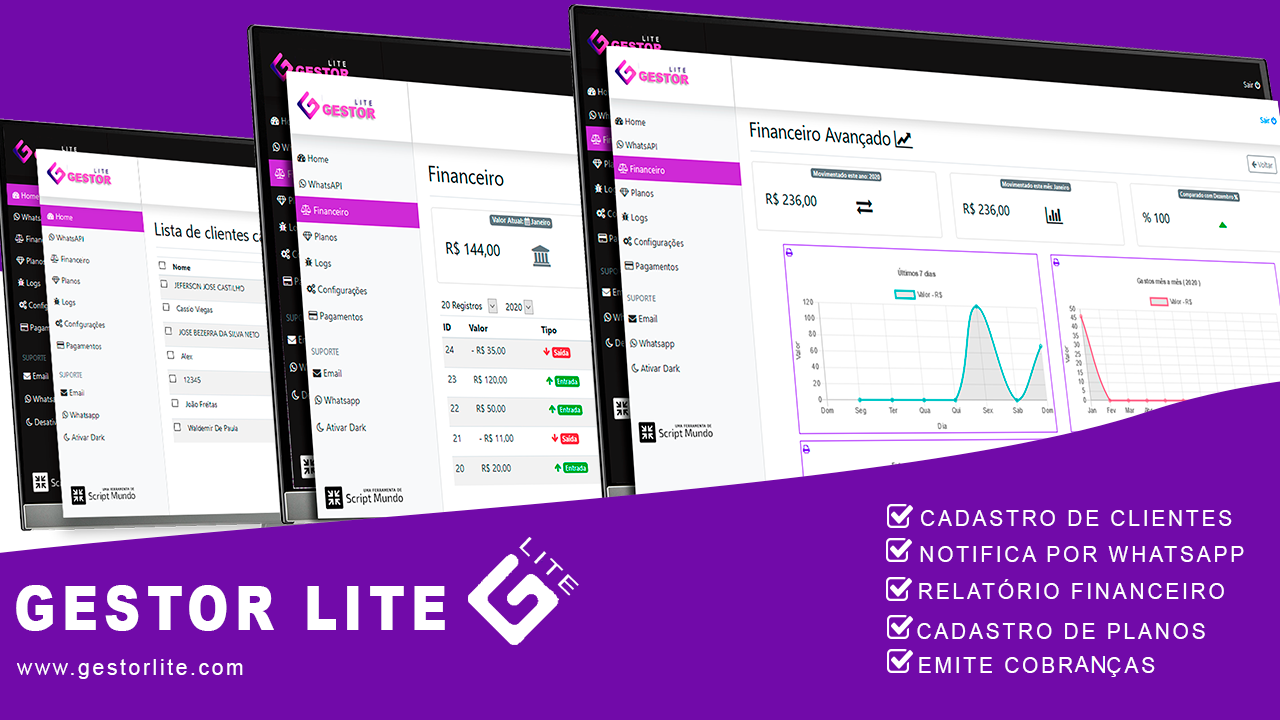 LITE
GESTOR
Home
WhatsAPI
Financeiro
Planos
Logs
Configurações
Pagamentos
SUPORTE
Email
Whatsapp
Ativar Dark
UMA FERRAMENTA DE
Script Mundo
Lista de clientes
Nome
JEFERSON JOSE CASTILHO
Cassio Viegas
JOSE BEZERRA DA SILVA NETO
Alex
12345
João Freitas
Waldemir De Paula
LITE
GESTOR
Home
WhatsAPI
Financeiro
Planos
Logs
Configurações
Pagamentos
SUPORTE
Email
Whatsapp
Ativar Dark
UMA FERRAMENTA DE
Script Mundo
Financeiro
Valor Atual: Janeiro
R$ 144,00
20 Registros 2020
ID Valor Tipo
24 - R$ 35,00 Saída
23 R$ 120,00 Entrada
22 R$ 50,00 Entrada
21 - R$ 11,00 Saída
20 R$ 20,00 Entrada
LITE
GESTOR
Sair
Sair
Home
WhatsAPI
Financeiro
Planos
Logs
Configurações
Pagamentos
SUPORTE
Email
Whatsapp
Ativar Dark
UMA FERRAMENTA DE
Script Mundo
Financeiro Avançado
Voltar
Movimentado este ano: 2020
R$ 236,00
Movimentado este mês: Janeiro
R$ 236,00
Comparado com Dezembro %
% 100
Últimos 7 dias
Valor - R$
120
100
80
60
40
20
0
Valor
Dom Seg Ter Qua Qui Sex Sáb Dom
Dia
Gastos mês a mês ( 2020 )
Valor - R$
50
45
40
35
30
25
20
15
10
5
0
Valor
Jan Fev Mar
GESTOR LITE
LITE
www.gestorlite.com
CADASTRO DE CLIENTES
NOTIFICA POR WHATSAPP
RELATÓRIO FINANCEIRO
CADASTRO DE PLANOS
EMITE COBRANÇAS